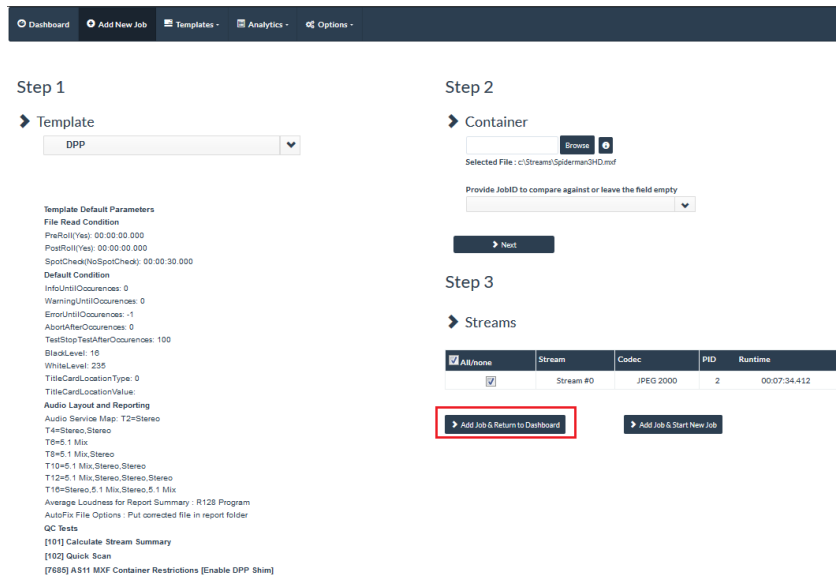 Dashboard Add New Job Templates - Analytics - Options -
Step 1
Template
DPP
Template Default Parameters
File Read Condition
PreRoll(Yes): 00:00:00.000
PostRoll(Yes): 00:00:00.000
SpotCheck(NoSpotCheck): 00:00:30.000
Default Condition
InfoUntilOccurences: 0
WarningUntilOccurences: 0
ErrorUntilOccurences: -1
AbortAfterOccurences: 0
TestStopTestAfterOccurences: 100
BlackLevel: 16
WhiteLevel: 235
TitleCardLocationType: 0
TitleCardLocationValue:
Audio Layout and Reporting
Audio Service Map: T2=Stereo
T4=Stereo,Stereo
T6=5.1 Mix
T8=5.1 Mix,Stereo
T10=5.1 Mix,Stereo,Stereo
T12=5.1 Mix,Stereo,Stereo,Stereo
T16=Stereo,5.1 Mix,Stereo,5.1 Mix
Average Loudness for Report Summary : R128 Program
AutoFix File Options : Put corrected file in report folder
QC Tests
[101] Calculate Stream Summary
[102] Quick Scan
[7685] AS11 MXF Container Restrictions [Enable DPP Shim]
Step 2
Container
Browse
Selected File : c:\Streams\Spiderman3HD.mxf
Provide JobID to compare against or leave the field empty
Next
Step 3
Streams
All/none Stream Codec PID Runtime
Stream #0 JPEG 2000 2 00:07:34.412
Add Job & Return to Dashboard Add Job & Start New Job